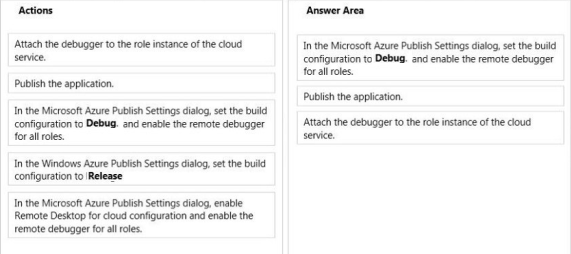 Actions
Attach the debugger to the role instance of the cloud
service.
Publish the application.
In the Microsoft Azure Publish Settings dialog, set the build
configuration to Debug. and enable the remote debugger
for all roles.
In the Windows Azure Publish Settings dialog, set the build
configuration to Release
In the Microsoft Azure Publish Settings dialog, enable
Remote Desktop for cloud configuration and enable the
remote debugger for all roles.
Answer Area
In the Microsoft Azure Publish Settings dialog, set the build
configuration to Debug. and enable the remote debugger
for all roles.
Publish the application.
Attach the debugger to the role instance of the cloud
service.